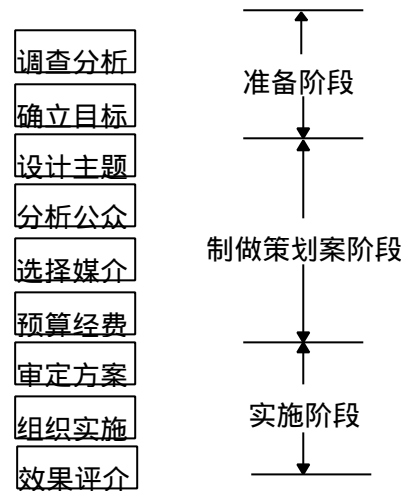 调查分析
准备阶段
确立目标
设计主题
分析公众
制做策划案阶段
选择媒介
预算经费
审定方案
实施阶段
组织实施
效果评介